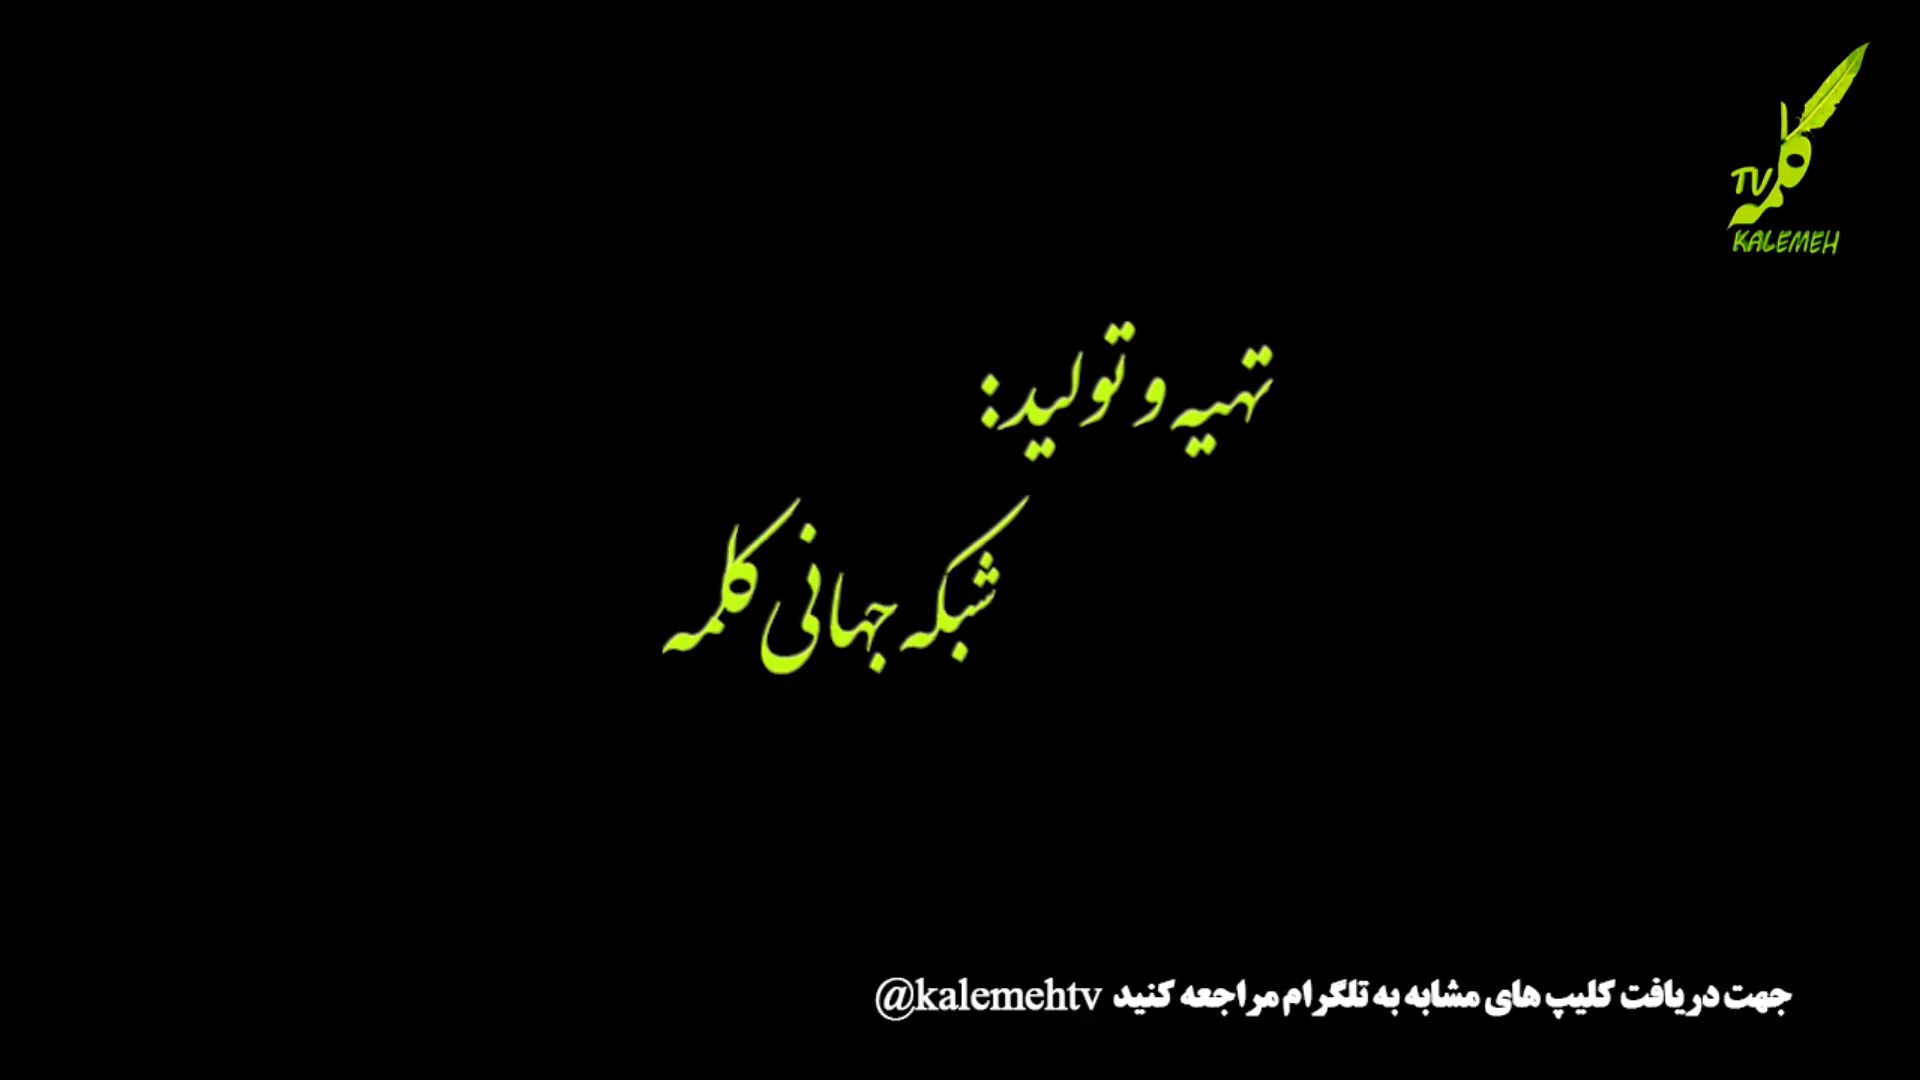 کلمه
TV
KALEMEH
تهیه و تولید:
شبکه جهانی کلمه
جهت دریافت کلیپ های مشابه به تلگرام مراجعه کنید @kalemehtv